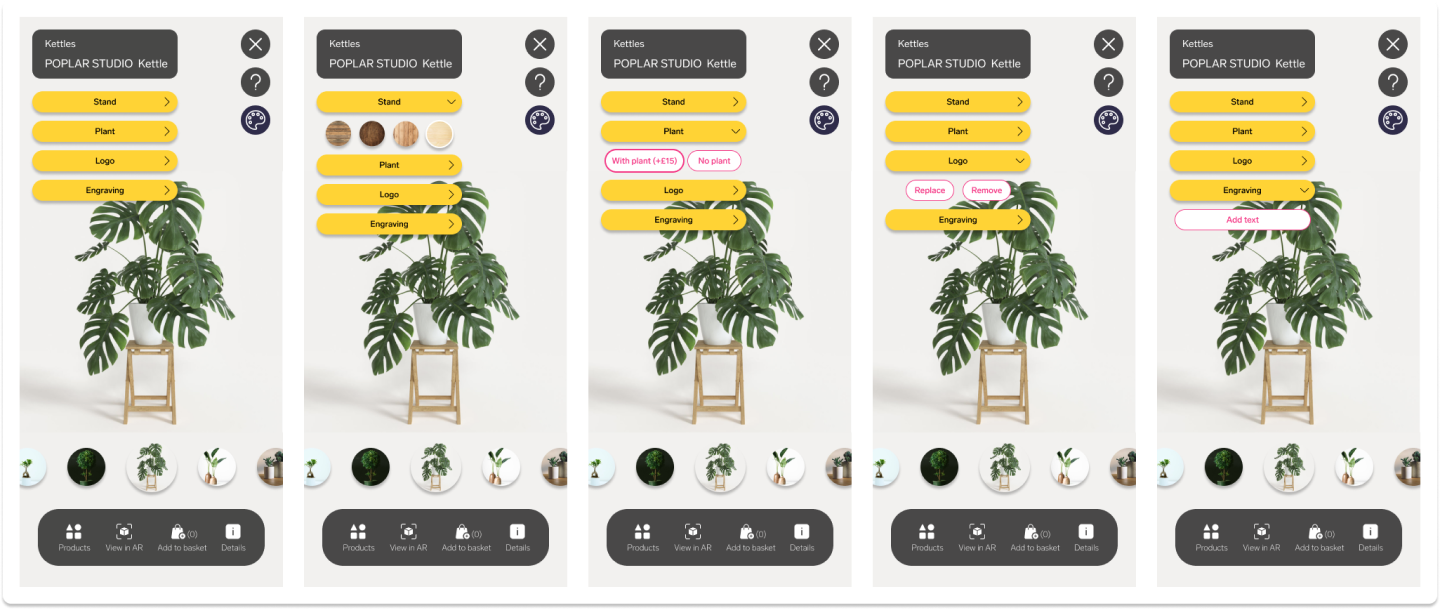 Kettles
POPLAR STUDIO Kettle
Stand
Plant
Logo
Engraving
Products
View in AR
(0)
Add to basket
i
Details
Kettles
POPLAR STUDIO Kettle
?
Stand
Plant
Logo
Engraving
Products
View in AR
(0)
Add to basket
i
Details
Kettles
POPLAR STUDIO Kettle
?
Stand
Plant
With plant (+£15)
No plant
Logo
Engraving
Products
View in AR
(0)
Add to basket
i
Details
Kettles
POPLAR STUDIO Kettle
?
Stand
Plant
Logo
Replace
Remove
Engraving
Products
View in AR
(0)
Add to basket
i
Details
Kettles
POPLAR STUDIO Kettle
?
Stand
Plant
Logo
Engraving
Add text
Products
View in AR
(0)
Add to basket
i
Details